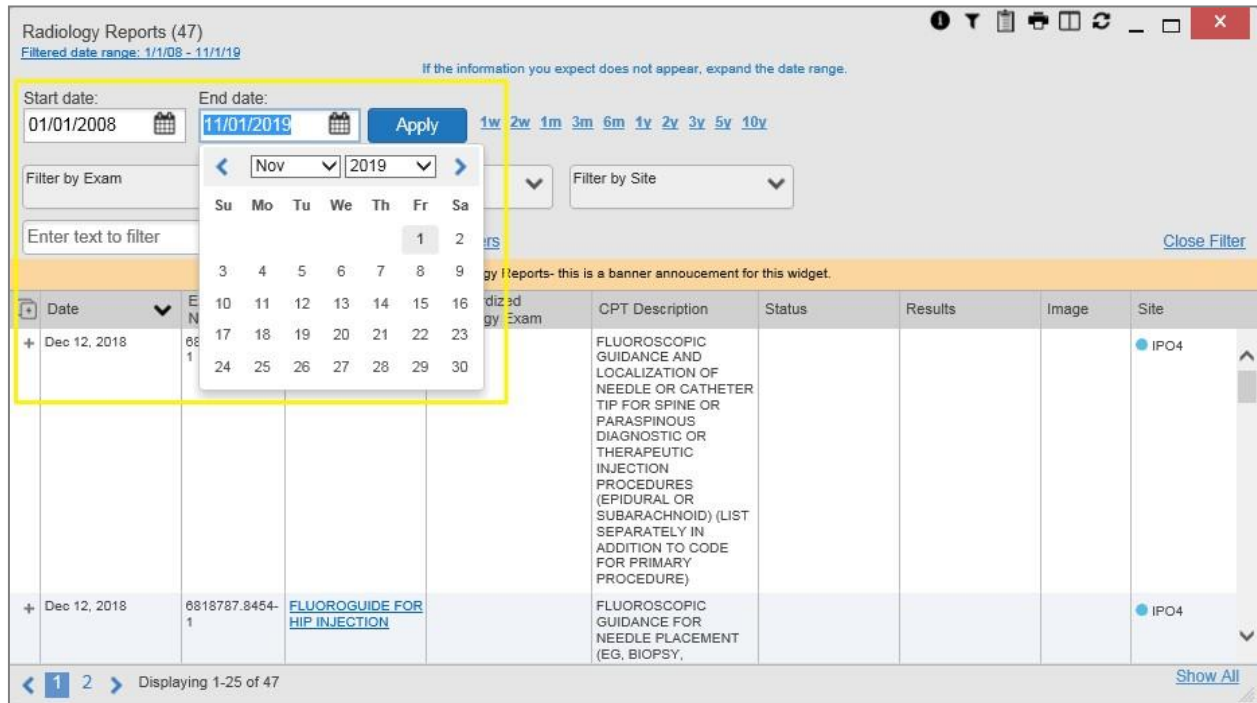 Radiology Reports (47)
Filtered date range: 1/1/08 - 11/1/19
If the information you expect does not appear, expand the date range.
Start date:
End date:
01/01/2008
11/01/2019
Apply
1w 2w 1m 3m 6m 1y 2y 3y 5y 10y
Filter by Exam
Filter by Site
Nov
2019
Su Mo Tu We Th Fr Sa
1 2
3 4 5 6 7 8 9
10 11 12 13 14 15 16
17 18 19 20 21 22 23
24 25 26 27 28 29 30
Enter text to filter
Close Filter
Reports- this is a banner annoucement for this widget.
Date
CPT Description
Status
Results
Image
Site
Exam
Dec 12, 2018
1
FLUOROSCOPIC
GUIDANCE AND
LOCALIZATION OF
NEEDLE OR CATHETER
TIP FOR SPINE OR
PARASPINOUS
DIAGNOSTIC OR
THERAPEUTIC
INJECTION
PROCEDURES
(EPIDURAL OR
SUBARACHNOID) (LIST
SEPARATELY IN
ADDITION TO CODE
FOR PRIMARY
PROCEDURE)
IPO4
Dec 12, 2018
6818787.8454-
1
FLUOROGUIDE FOR
HIP INJECTION
FLUOROSCOPIC
GUIDANCE FOR
NEEDLE PLACEMENT
(EG, BIOPSY,
IPO4
1 2
Displaying 1-25 of 47
Show All